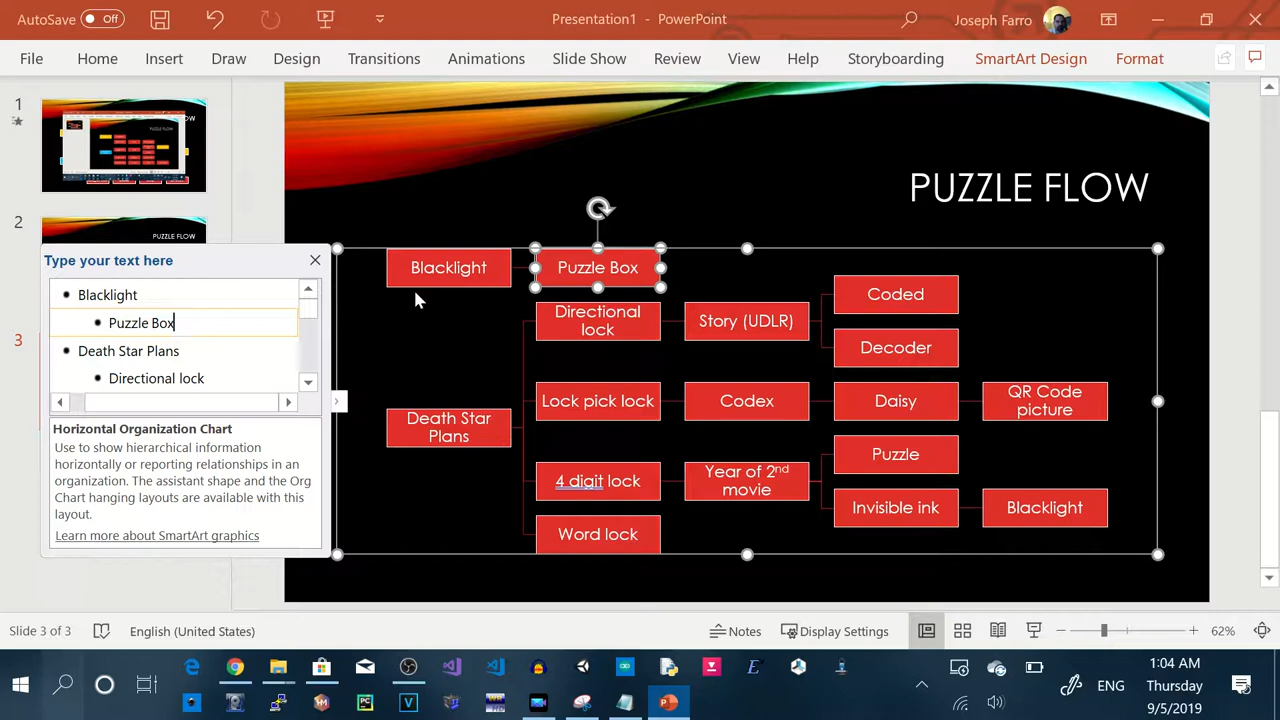 AutoSave Off
Presentation1 - PowerPoint
Joseph Farro
File Home Insert Draw Design Transitions Animations Slide Show Review View Help Storyboarding SmartArt Design Format
1
2
PUZZLE FLOW
3
Type your text here
Blacklight
Puzzle Box
Death Star Plans
Directional lock
Horizontal Organization Chart
Use to show hierarchical information
horizontally or reporting relationships in an
organization. The assistant shape and the Org
Chart hanging layouts are available with this
layout.
Learn more about SmartArt graphics
PUZZLE FLOW
Blacklight
Puzzle Box
Directional
lock
Story (UDLR)
Coded
Decoder
Death Star
Plans
Lock pick lock
Codex
Daisy
QR Code
picture
4 digit lock
Year of 2nd
movie
Puzzle
Invisible ink
Blacklight
Word lock
Slide 3 of 3
English (United States)
Notes
Display Settings
62%
ENG
1:04 AM
Thursday
9/5/2019